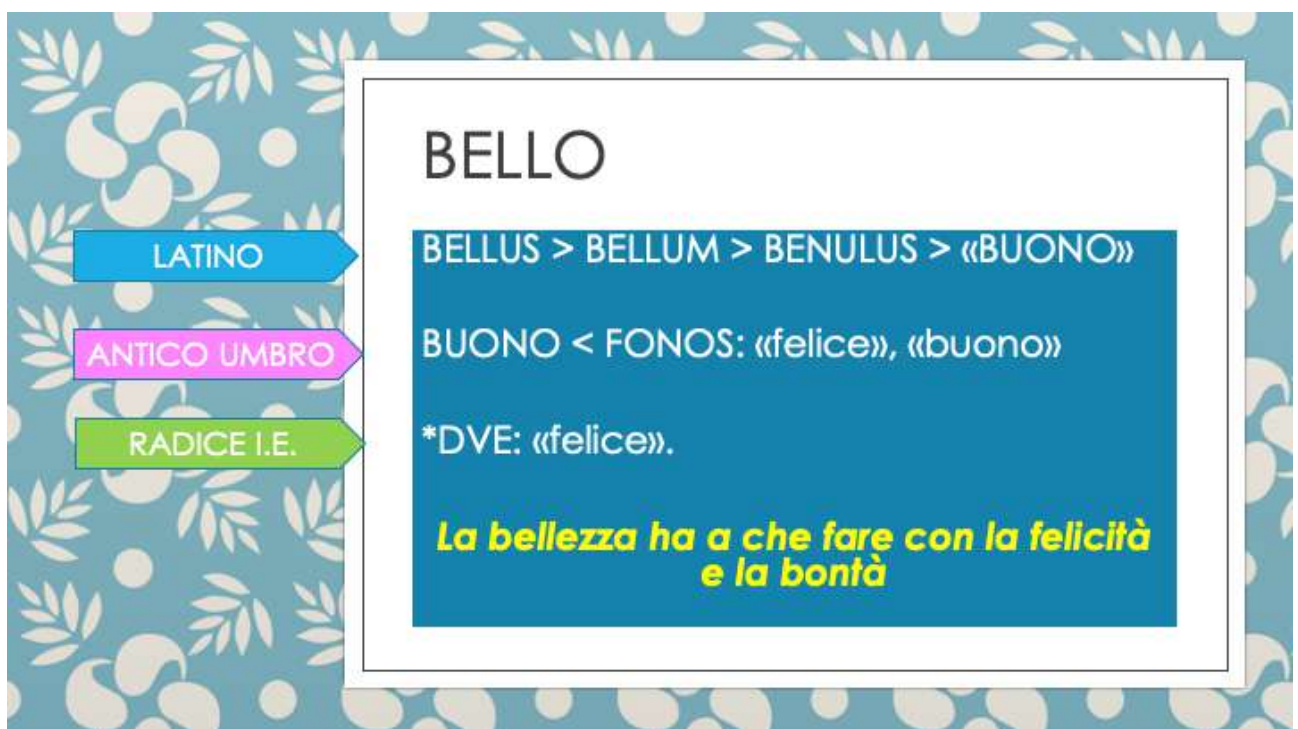 BELLO
LATINO
BELLUS > BELLUM > BENULUS > «BUONO»
ANTICO UMBRO
BUONO < FONOS: «felice», «buono»
RADICE I.E.
*DVE: «felice».
La bellezza ha a che fare con la felicità
e la bontà